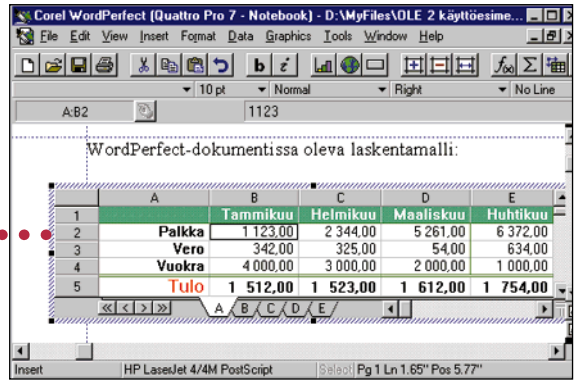 Corel WordPerfect (Quattro Pro 7 - Notebook) - D:\MyFiles\OLE 2 käyttöesime...
File Edit View Insert Format Data Graphics Tools Window Help
10 pt Normal Right No Line
A:B2 1123
WordPerfect-dokumentissa oleva laskentamalli:
A B C D E
1 Tammikuu Helmikuu Maaliskuu Huhtikuu
2 Palkka 1 123,00 2 344,00 5 261,00 6 372,00
3 Vero 342,00 325,00 54,00 634,00
4 Vuokra 4 000,00 3 000,00 2 000,00 1 000,00
5 Tulo 1 512,00 1 523,00 1 612,00 1 754,00
A B C D E
Insert HP LaserJet 4/4M PostScript Select Pg 1 Ln 1.65" Pos 5.77"